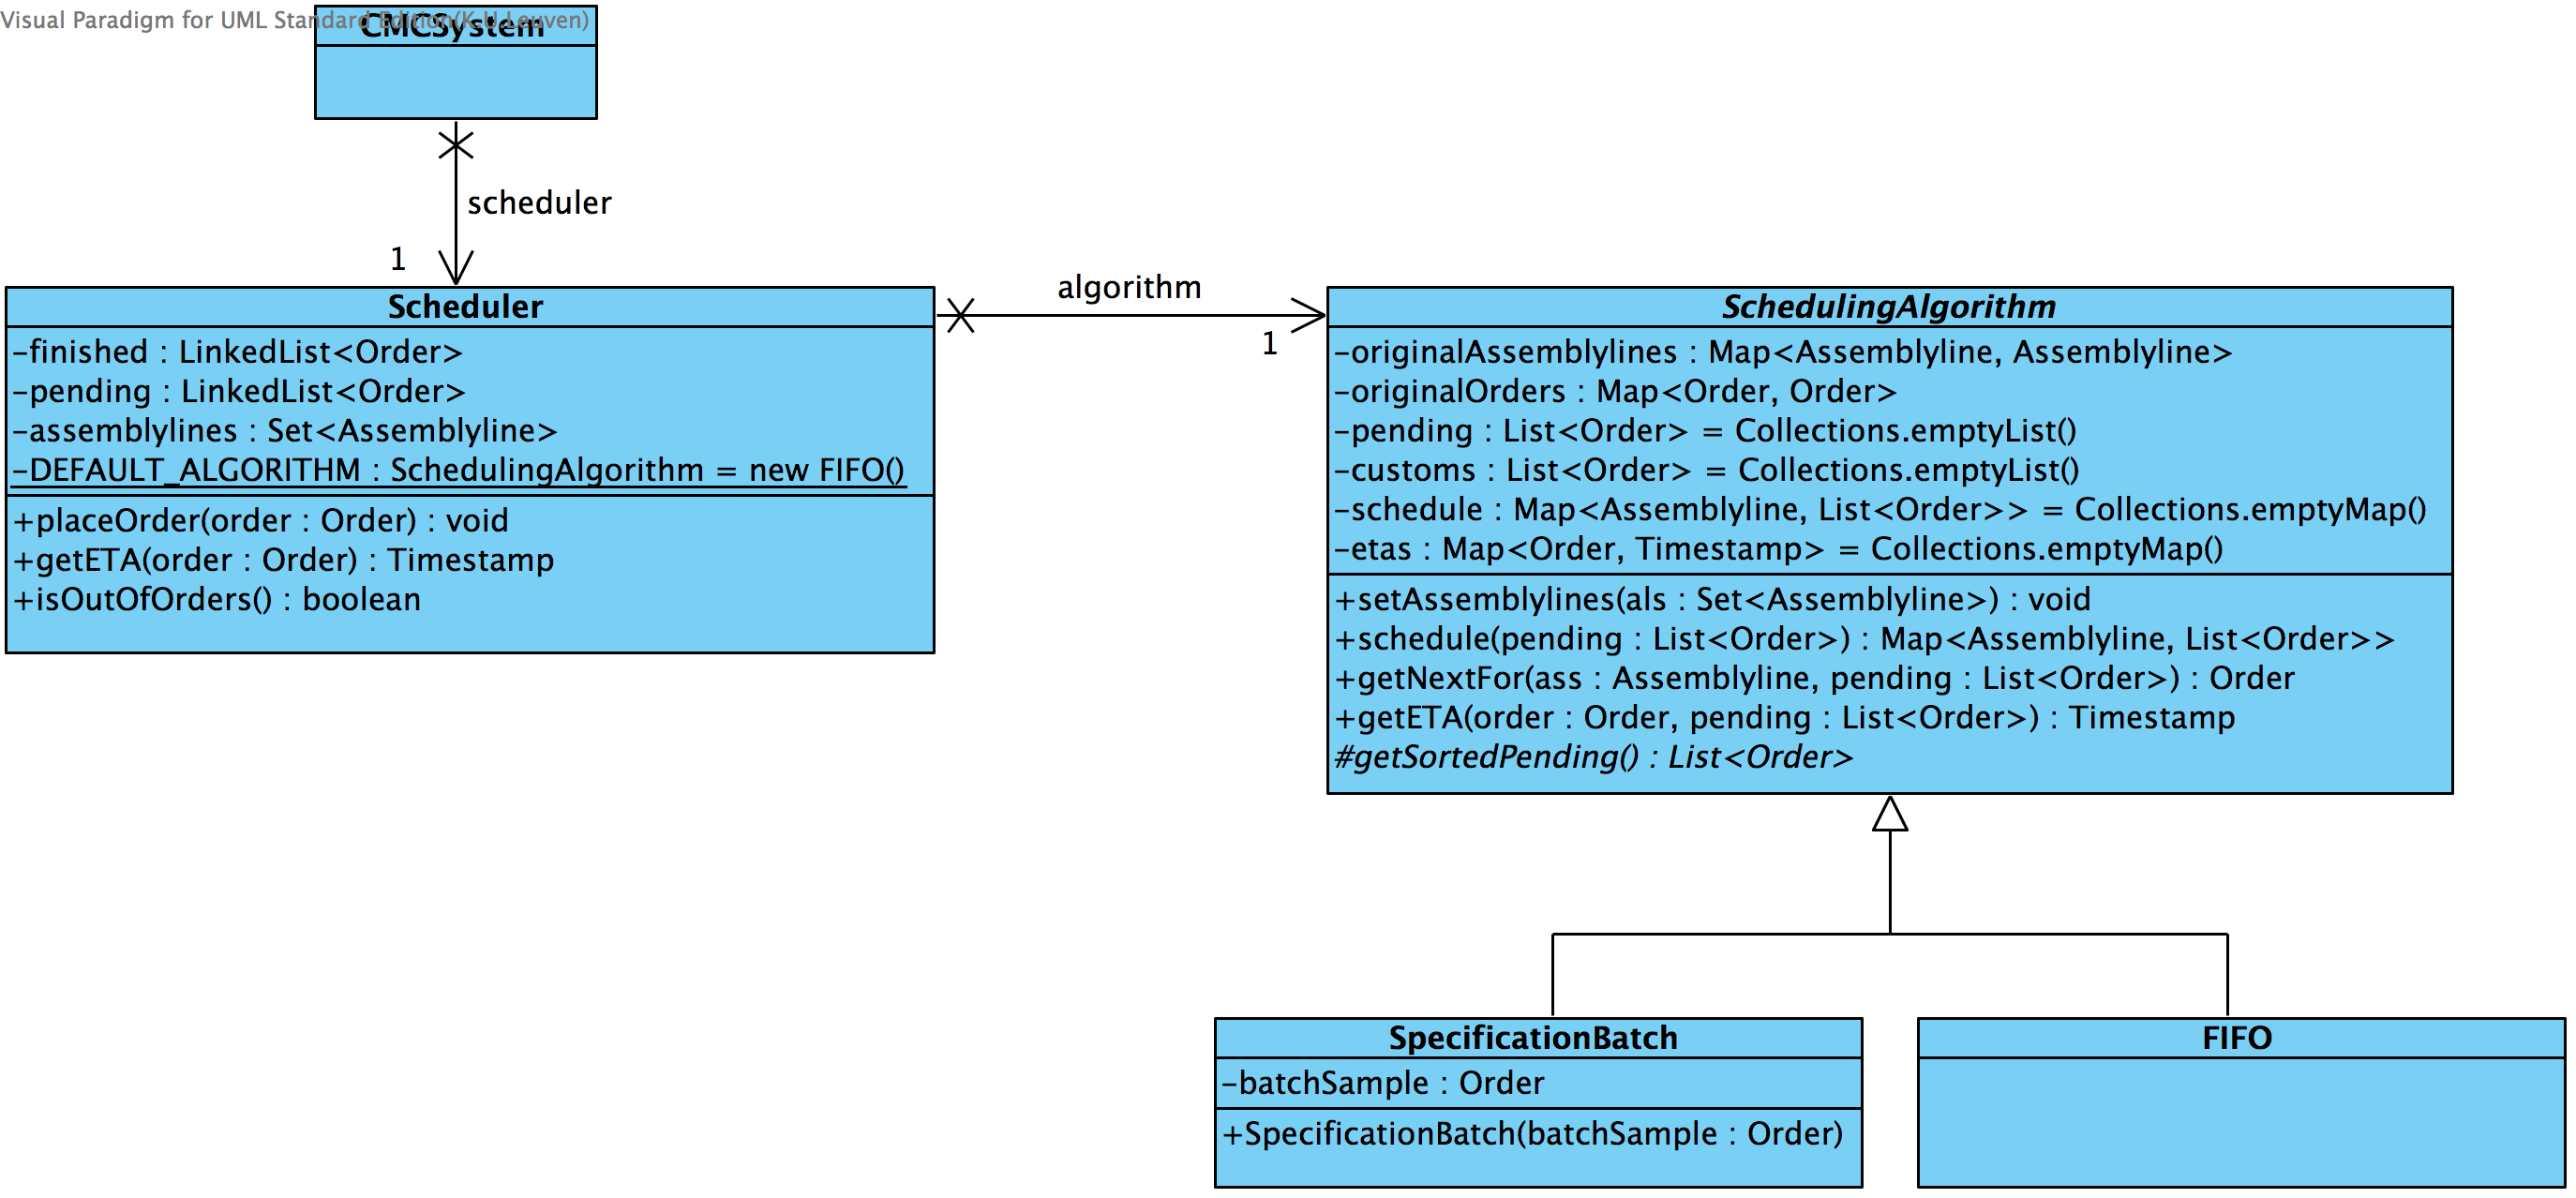 Visual Paradigm for UML Standard Edition(K.U.Leuven)
CMCSystem
scheduler
1
Scheduler
-finished : LinkedList<Order>
-pending : LinkedList<Order>
-assemblylines : Set<Assemblyline>
-DEFAULT_ALGORITHM : SchedulingAlgorithm = new FIFO()
+placeOrder(order : Order) : void
+getETA(order : Order) : Timestamp
+isOutOfOrders() : boolean
algorithm
1
SchedulingAlgorithm
-originalAssemblylines : Map<Assemblyline, Assemblyline>
-originalOrders : Map<Order, Order>
-pending : List<Order> = Collections.emptyList()
-customs : List<Order> = Collections.emptyList()
-schedule : Map<Assemblyline, List<Order>> = Collections.emptyMap()
-etas : Map<Order, Timestamp> = Collections.emptyMap()
+setAssemblylines(als : Set<Assemblyline>) : void
+schedule(pending : List<Order>) : Map<Assemblyline, List<Order>>
+getNextFor(ass : Assemblyline, pending : List<Order>) : Order
+getETA(order : Order, pending : List<Order>) : Timestamp
#getSortedPending() : List<Order>
SpecificationBatch
-batchSample : Order
+SpecificationBatch(batchSample : Order)
FIFO